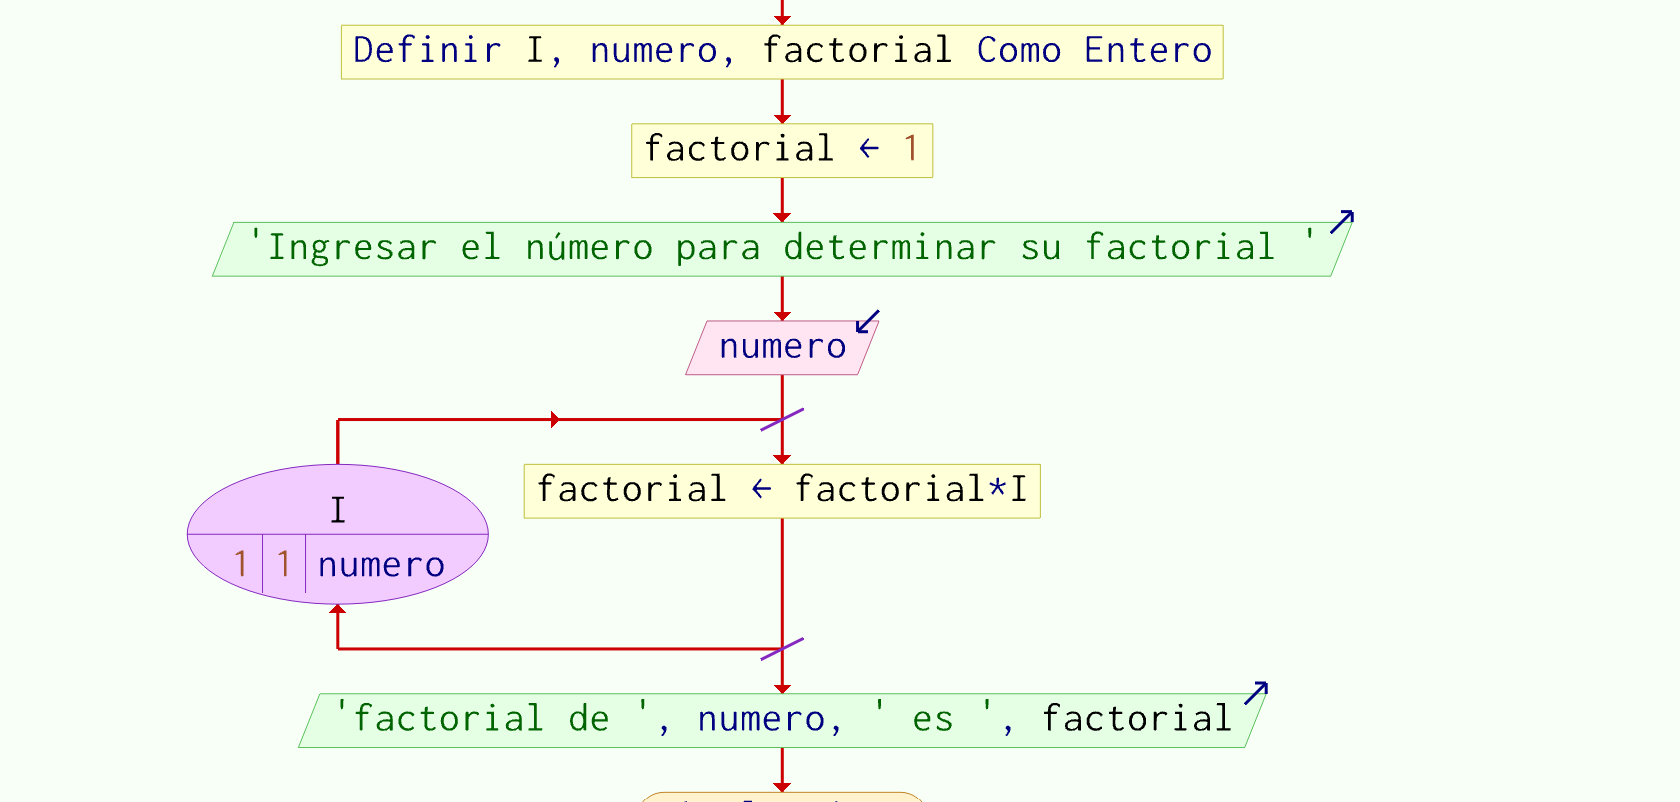 Definir I, numero, factorial Como Entero
factorial ← 1
'Ingresar el número para determinar su factorial '
numero
factorial ← factorial*I
I
1 1 numero
'factorial de ', numero, ' es ', factorial